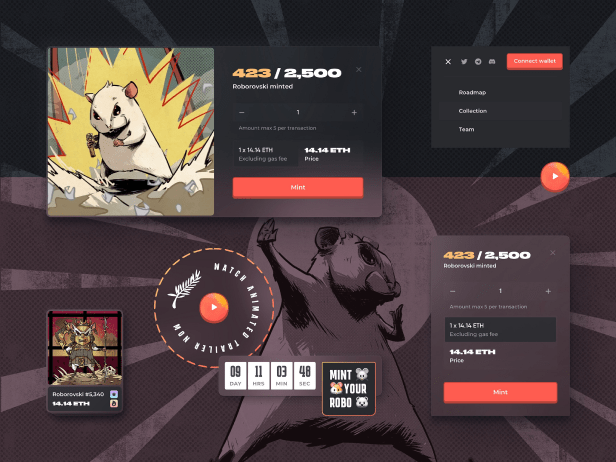 423 / 2,500
Roborovski minted
− 1 +
Amount max 5 per transaction
1 x 14.14 ETH
Excluding gas fee
14.14 ETH
Price
Mint
Connect wallet
Roadmap
Collection
Team
WATCH ANIMATED TRAILER NOW
Roborovski #5,340
14.14 ETH
09 11 03 48
DAY HRS MIN SEC
MINT
YOUR
ROBO
423 / 2,500
Roborovski minted
− 1 +
Amount max 5 per transaction
1 x 14.14 ETH
Excluding gas fee
14.14 ETH
Price
Mint